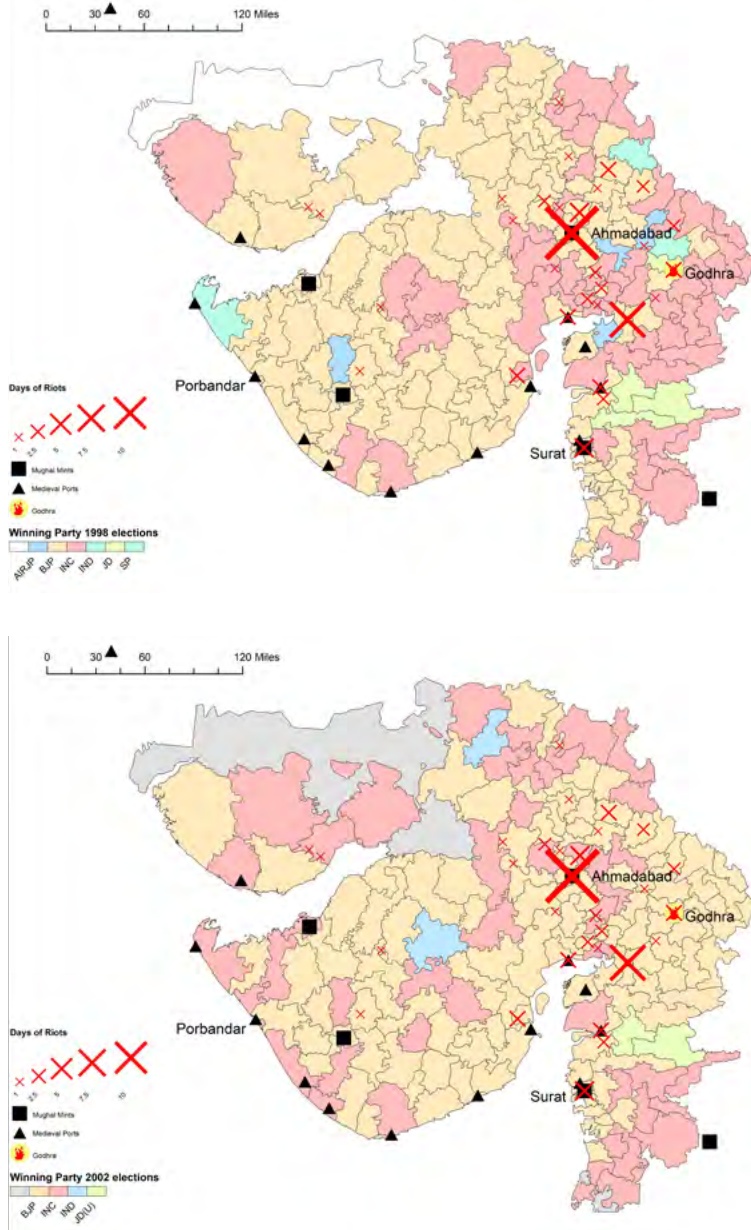 0 30 60 120 Miles
Ahmadabad
Godhra
Porbandar
Surat
Days of Riots
1 2.5 5 7.5 10
Mughal Mints
Medieval Ports
Godhra
Winning Party 1998 elections
AIRJP BJP INC IND JD SP
0 30 60 120 Miles
Ahmadabad
Godhra
Porbandar
Surat
Days of Riots
1 2.5 5 7.5 10
Mughal Mints
Medieval Ports
Godhra
Winning Party 2002 elections
BJP INC IND JD(U)